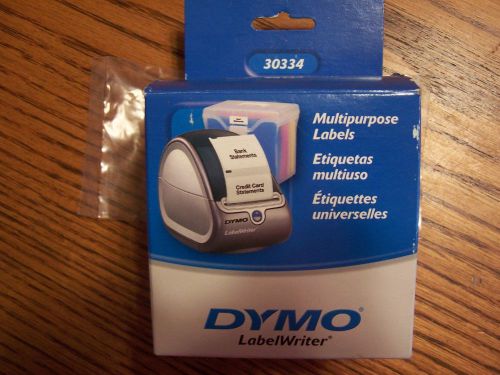 30334
Multipurpose
Labels
Etiquetas
multiuso
Étiquettes
universelles
Bank
Statements
Credit Card
Statements
DYMO
LabelWriter
DYMO
LabelWriter®